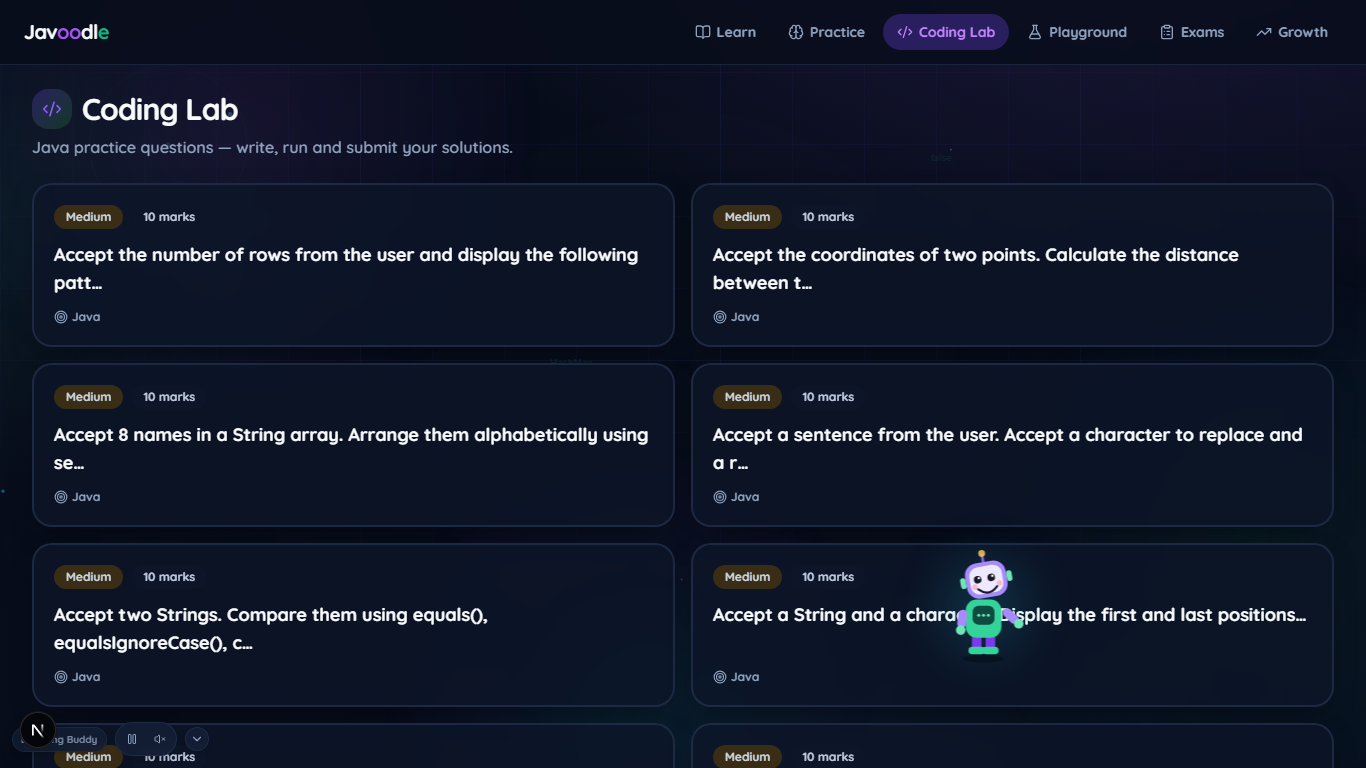 Javoodle
Learn
Practice
Coding Lab
Playground
Exams
Growth
Coding Lab
Java practice questions — write, run and submit your solutions.
false
Medium 10 marks
Accept the number of rows from the user and display the following
patt...
Java
Medium 10 marks
Accept the coordinates of two points. Calculate the distance
between t...
Java
Medium 10 marks
Accept 8 names in a String array. Arrange them alphabetically using
se...
Java
Medium 10 marks
Accept a sentence from the user. Accept a character to replace and
a r...
Java
Medium 10 marks
Accept two Strings. Compare them using equals(),
equalsIgnoreCase(), c...
Java
Medium 10 marks
Accept a String and a charac splay the first and last positions...
Java
N
ng Buddy
Medium 10 marks
Medium 10 marks